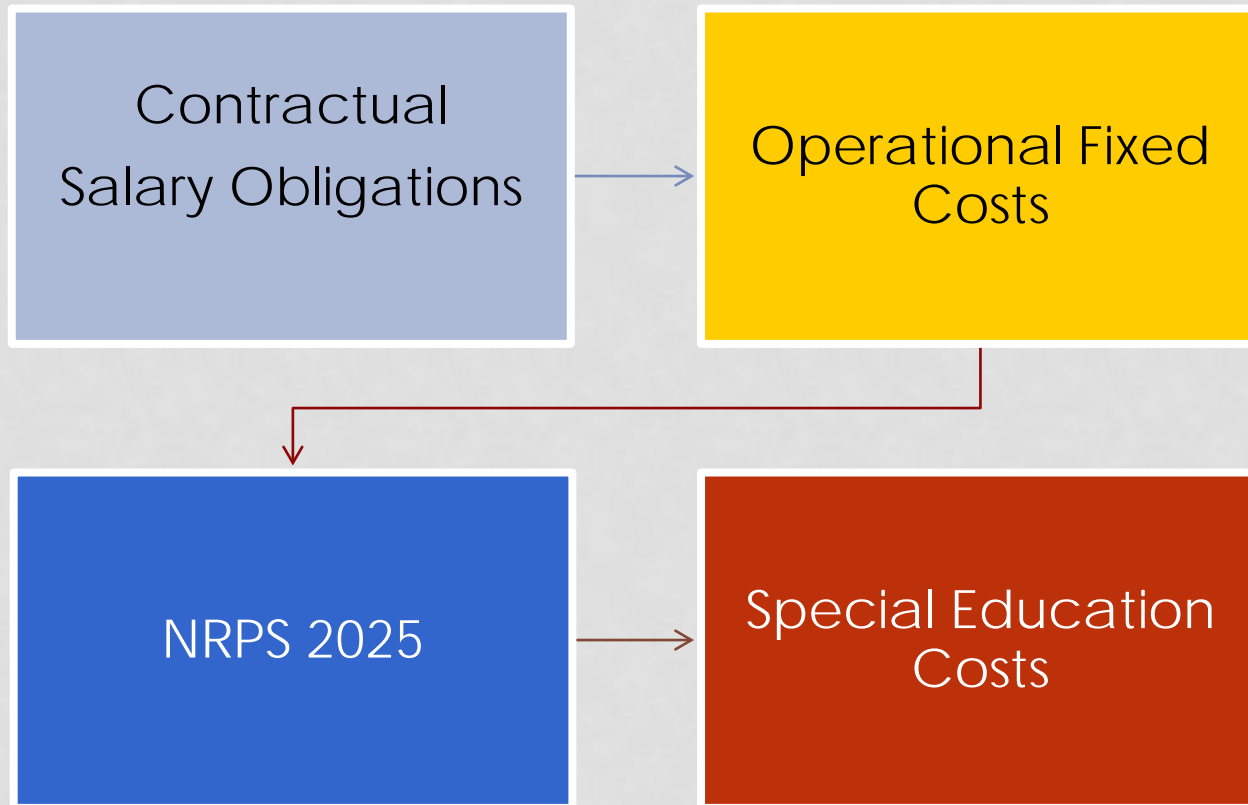 Contractual
Salary Obligations
Operational Fixed
Costs
NRPS 2025
Special Education
Costs